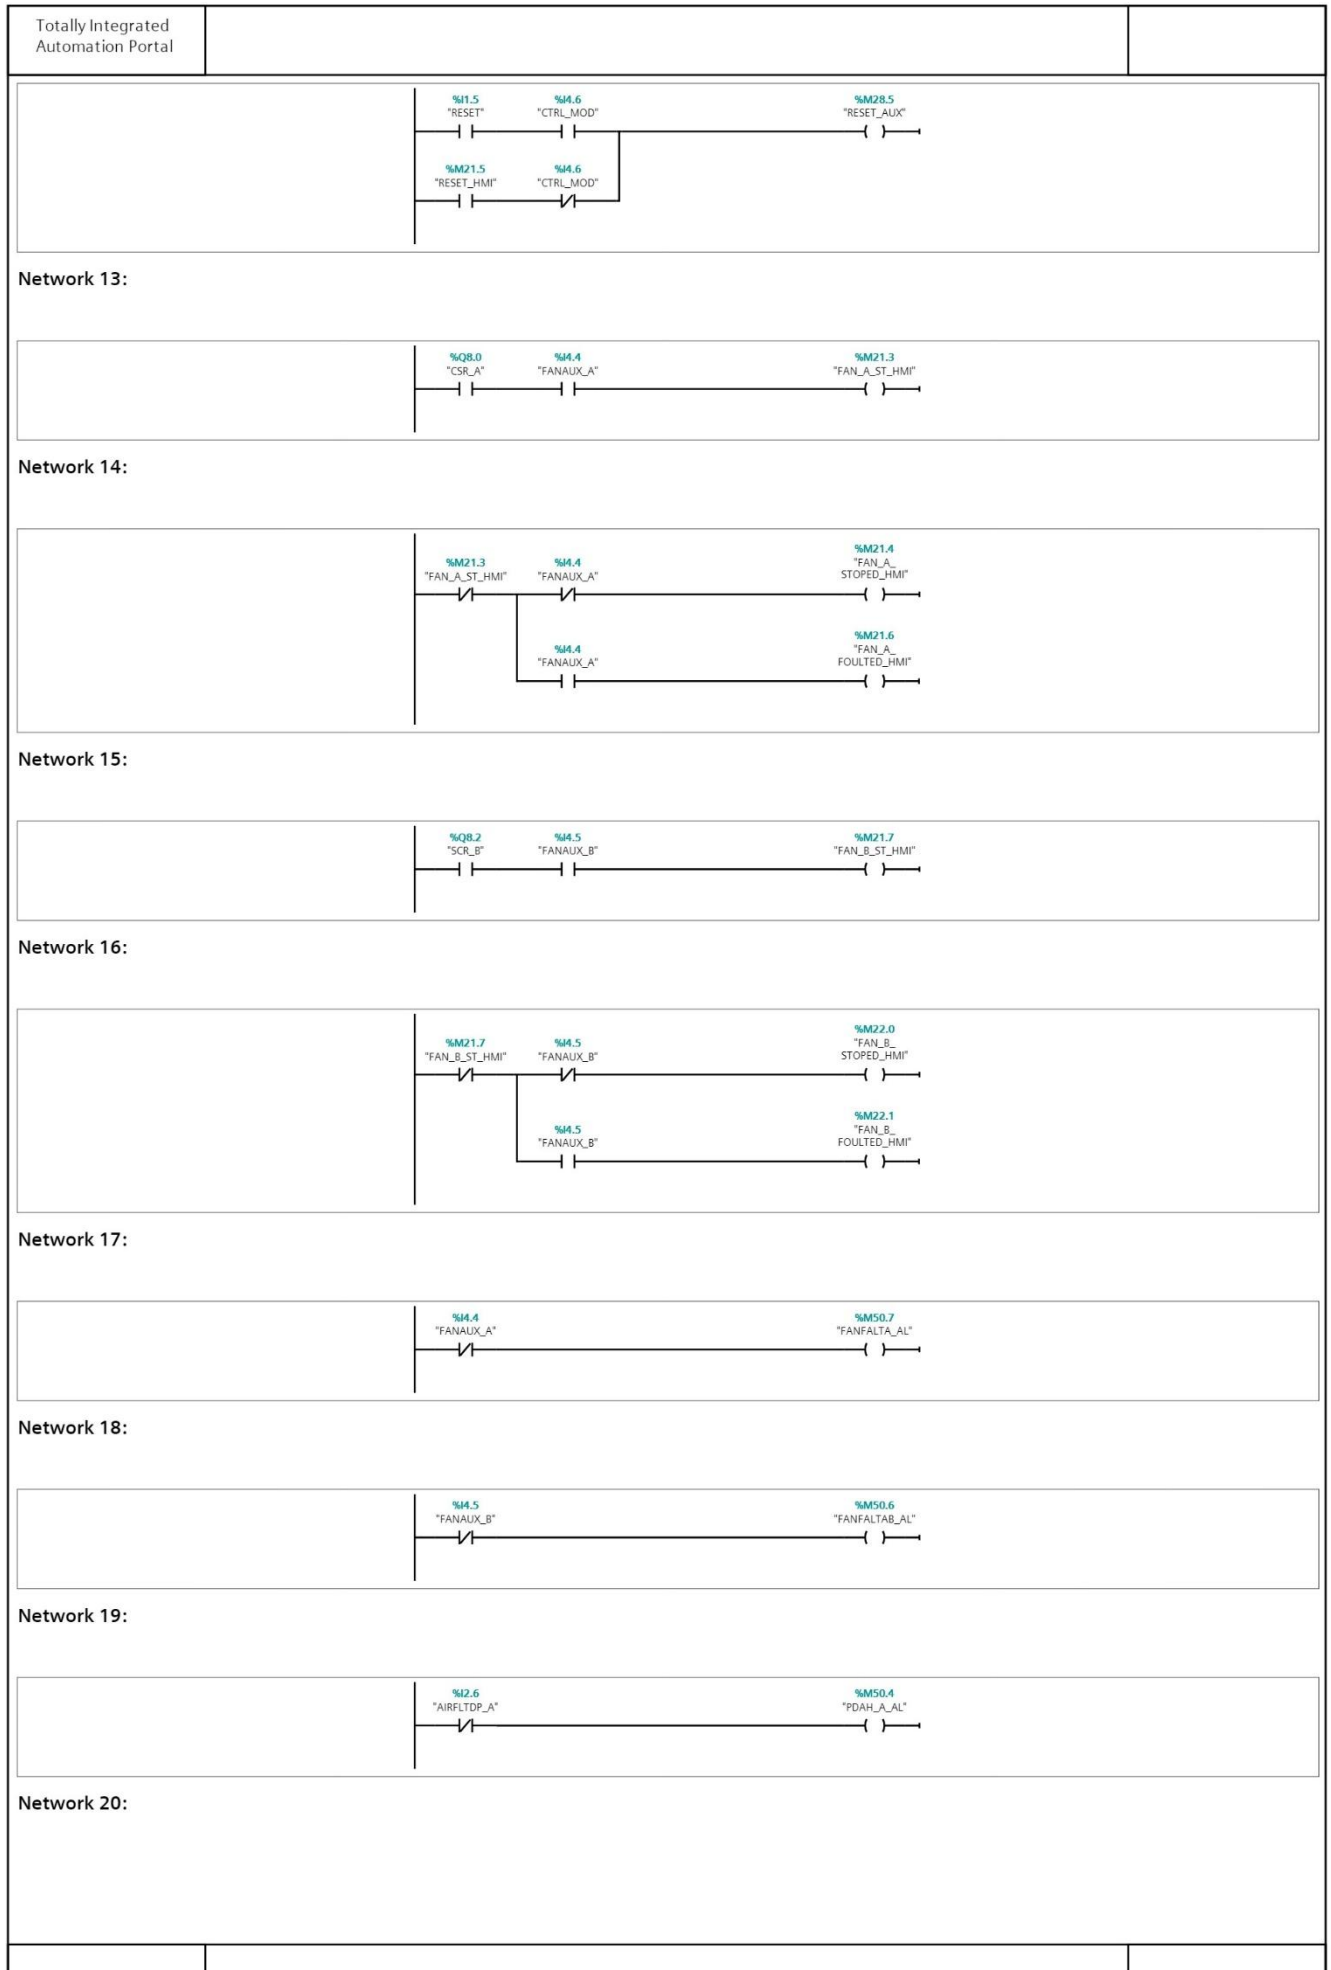 Totally Integrated
Automation Portal
%I1.5 %I4.6 %M28.5
"RESET" "CTRL_MOD" "RESET_AUX"
%M21.5 %I4.6
"RESET_HMI" "CTRL_MOD"
Network 13:
%Q8.0 %I4.4 %M21.3
"CSR_A" "FANAUX_A" "FAN_A_ST_HMI"
Network 14:
%M21.4
%M21.3 %I4.4 "FAN_A_
"FAN_A_ST_HMI" "FANAUX_A" STOPED_HMI"
%M21.6
%I4.4 "FAN_A_
"FANAUX_A" FOULTED_HMI"
Network 15:
%Q8.2 %I4.5 %M21.7
"SCR_B" "FANAUX_B" "FAN_B_ST_HMI"
Network 16:
%M22.0
%M21.7 %I4.5 "FAN_B_
"FAN_B_ST_HMI" "FANAUX_B" STOPED_HMI"
%M22.1
%I4.5 "FAN_B_
"FANAUX_B" FOULTED_HMI"
Network 17:
%I4.4 %M50.7
"FANAUX_A" "FANFALTA_AL"
Network 18:
%I4.5 %M50.6
"FANAUX_B" "FANFALTAB_AL"
Network 19:
%I2.6 %M50.4
"AIRFLTDP_A" "PDAH_A_AL"
Network 20: